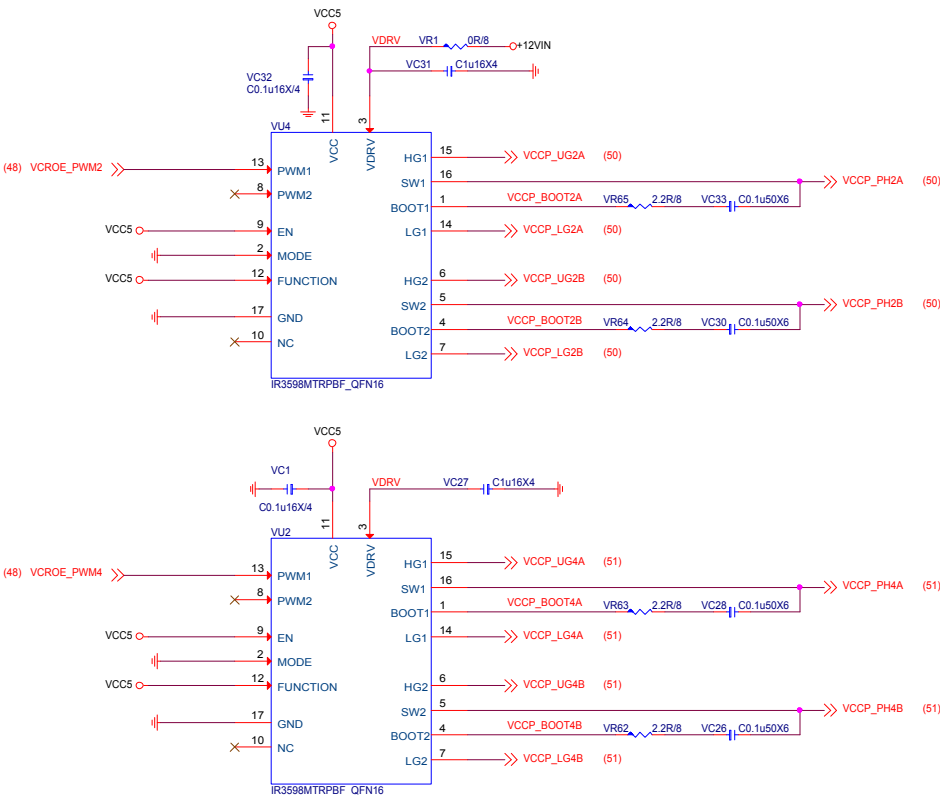 VCC5
VDRV VR1 0R/8 +12VIN
VC31 C1u16X4
VC32
C0.1u16X/4
11 3
VU4
VCC VDRV
(48) VCROE_PWM2 13 PWM1
8 PWM2
VCC5 9 EN
2 MODE
VCC5 12 FUNCTION
17 GND
10 NC
HG1 15 VCCP_UG2A (50)
SW1 16 VCCP_PH2A (50)
BOOT1 1 VCCP_BOOT2A VR65 2.2R/8 VC33 C0.1u50X6
LG1 14 VCCP_LG2A (50)
HG2 6 VCCP_UG2B (50)
SW2 5 VCCP_PH2B (50)
BOOT2 4 VCCP_BOOT2B VR64 2.2R/8 VC30 C0.1u50X6
LG2 7 VCCP_LG2B (50)
IR3598MTRPBF_QFN16
VCC5
VC1
C0.1u16X/4
VDRV VC27 C1u16X4
11 3
VU2
VCC VDRV
(48) VCROE_PWM4 13 PWM1
8 PWM2
VCC5 9 EN
2 MODE
VCC5 12 FUNCTION
17 GND
10 NC
HG1 15 VCCP_UG4A (51)
SW1 16 VCCP_PH4A (51)
BOOT1 1 VCCP_BOOT4A VR63 2.2R/8 VC28 C0.1u50X6
LG1 14 VCCP_LG4A (51)
HG2 6 VCCP_UG4B (51)
SW2 5 VCCP_PH4B (51)
BOOT2 4 VCCP_BOOT4B VR62 2.2R/8 VC26 C0.1u50X6
LG2 7 VCCP_LG4B (51)
IR3598MTRPBF_QFN16